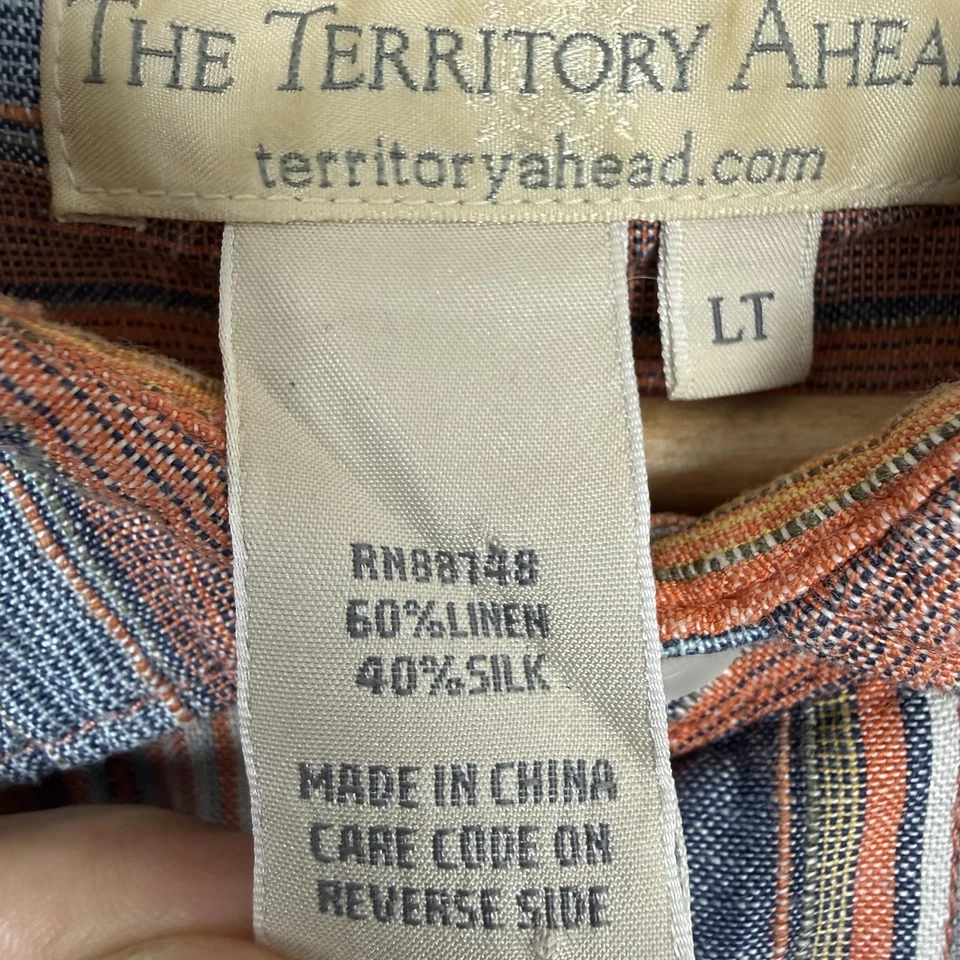 THE TERRITORY AHEA
territoryahead.com
LT
RN88748
60%LINEN
40%SILK
MADE IN CHINA
CARE CODE ON
REVERSE SIDE